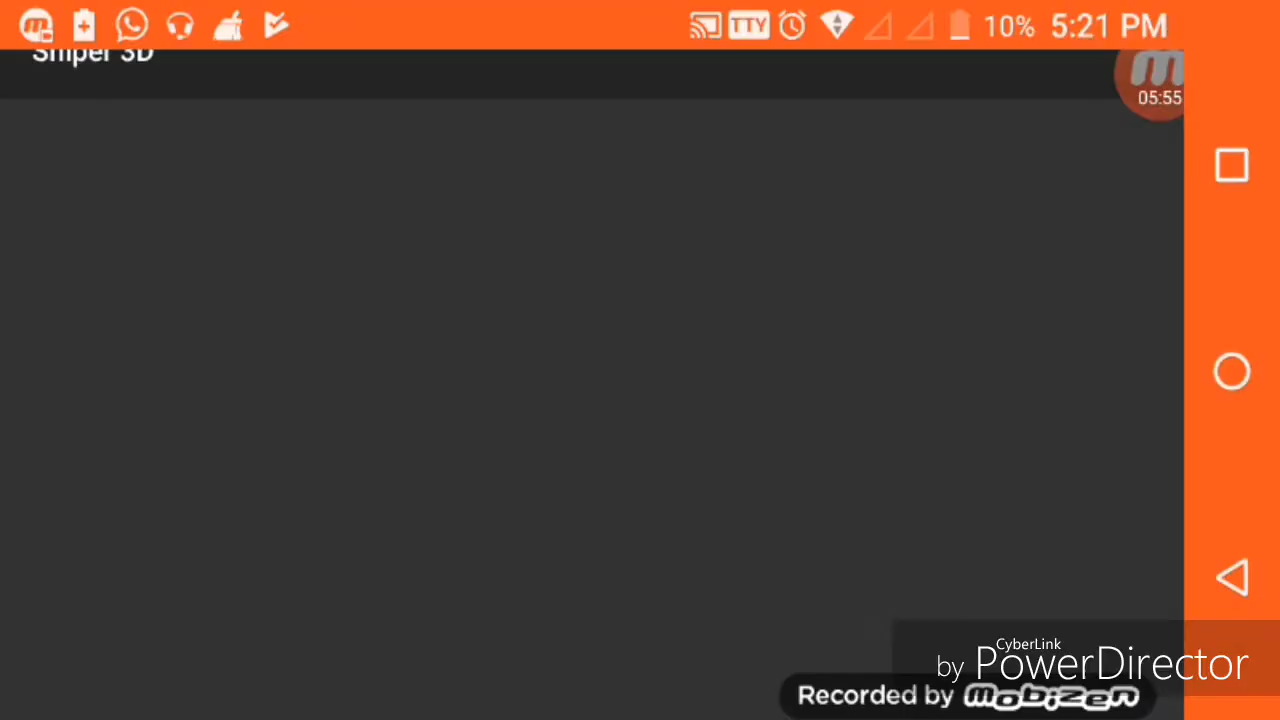 TTY 10% 5:21 PM
Sniper 3D
m
05:55
CyberLink
by PowerDirector
Recorded by mobizen